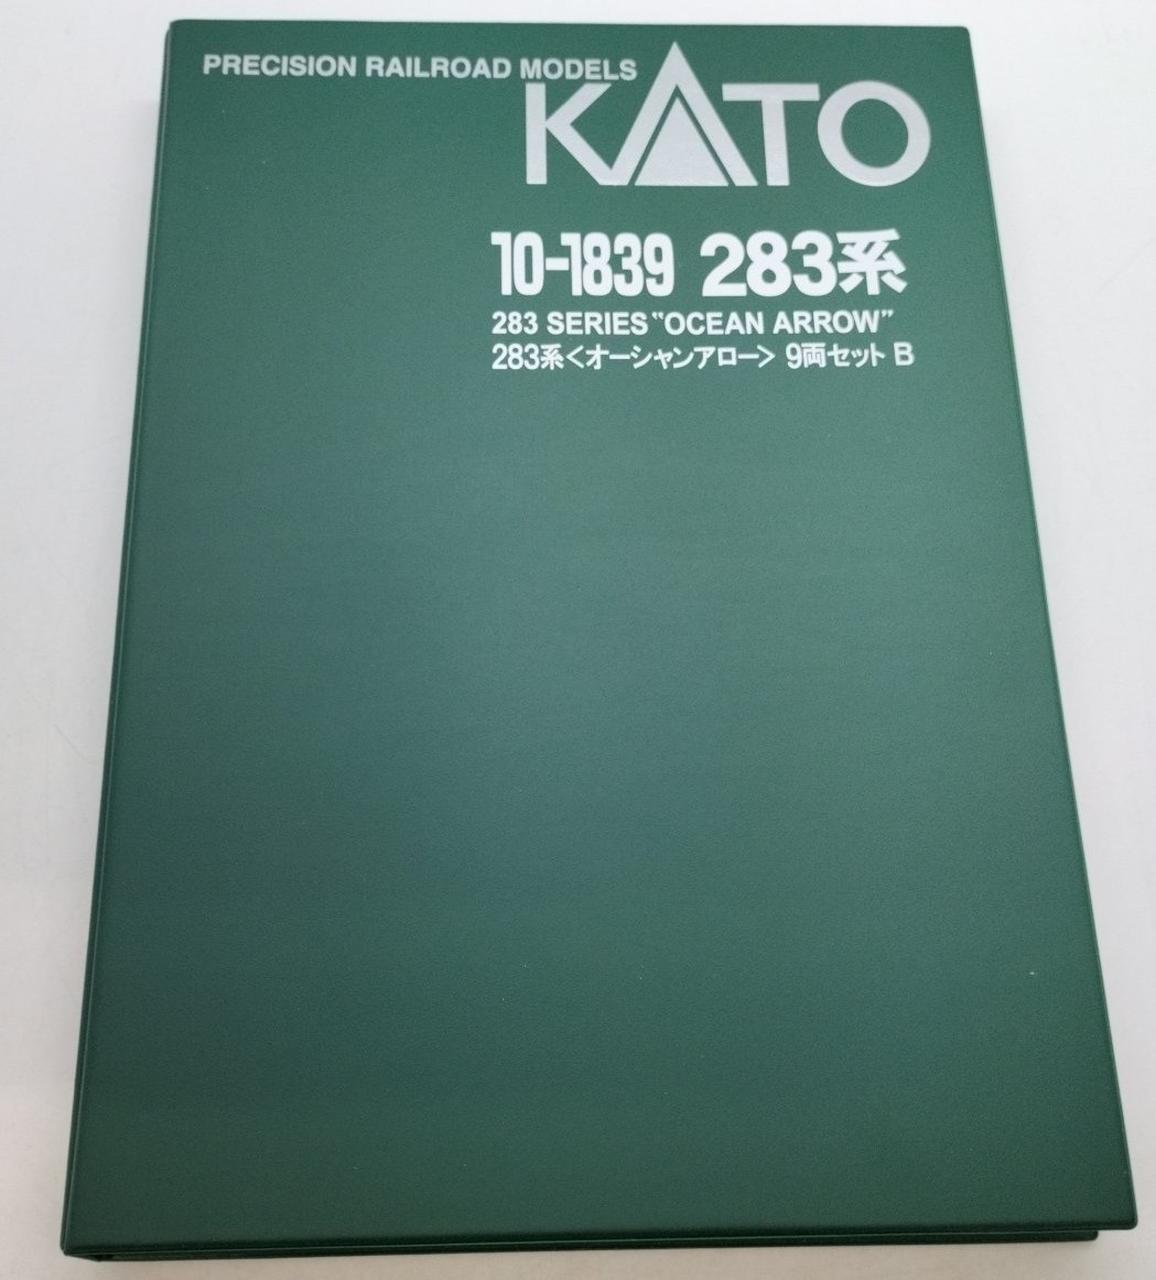 PRECISION RAILROAD MODELS
KATO
10-1839 283系
283 SERIES "OCEAN ARROW"
283系<オーシャンアロー> 9両セット B